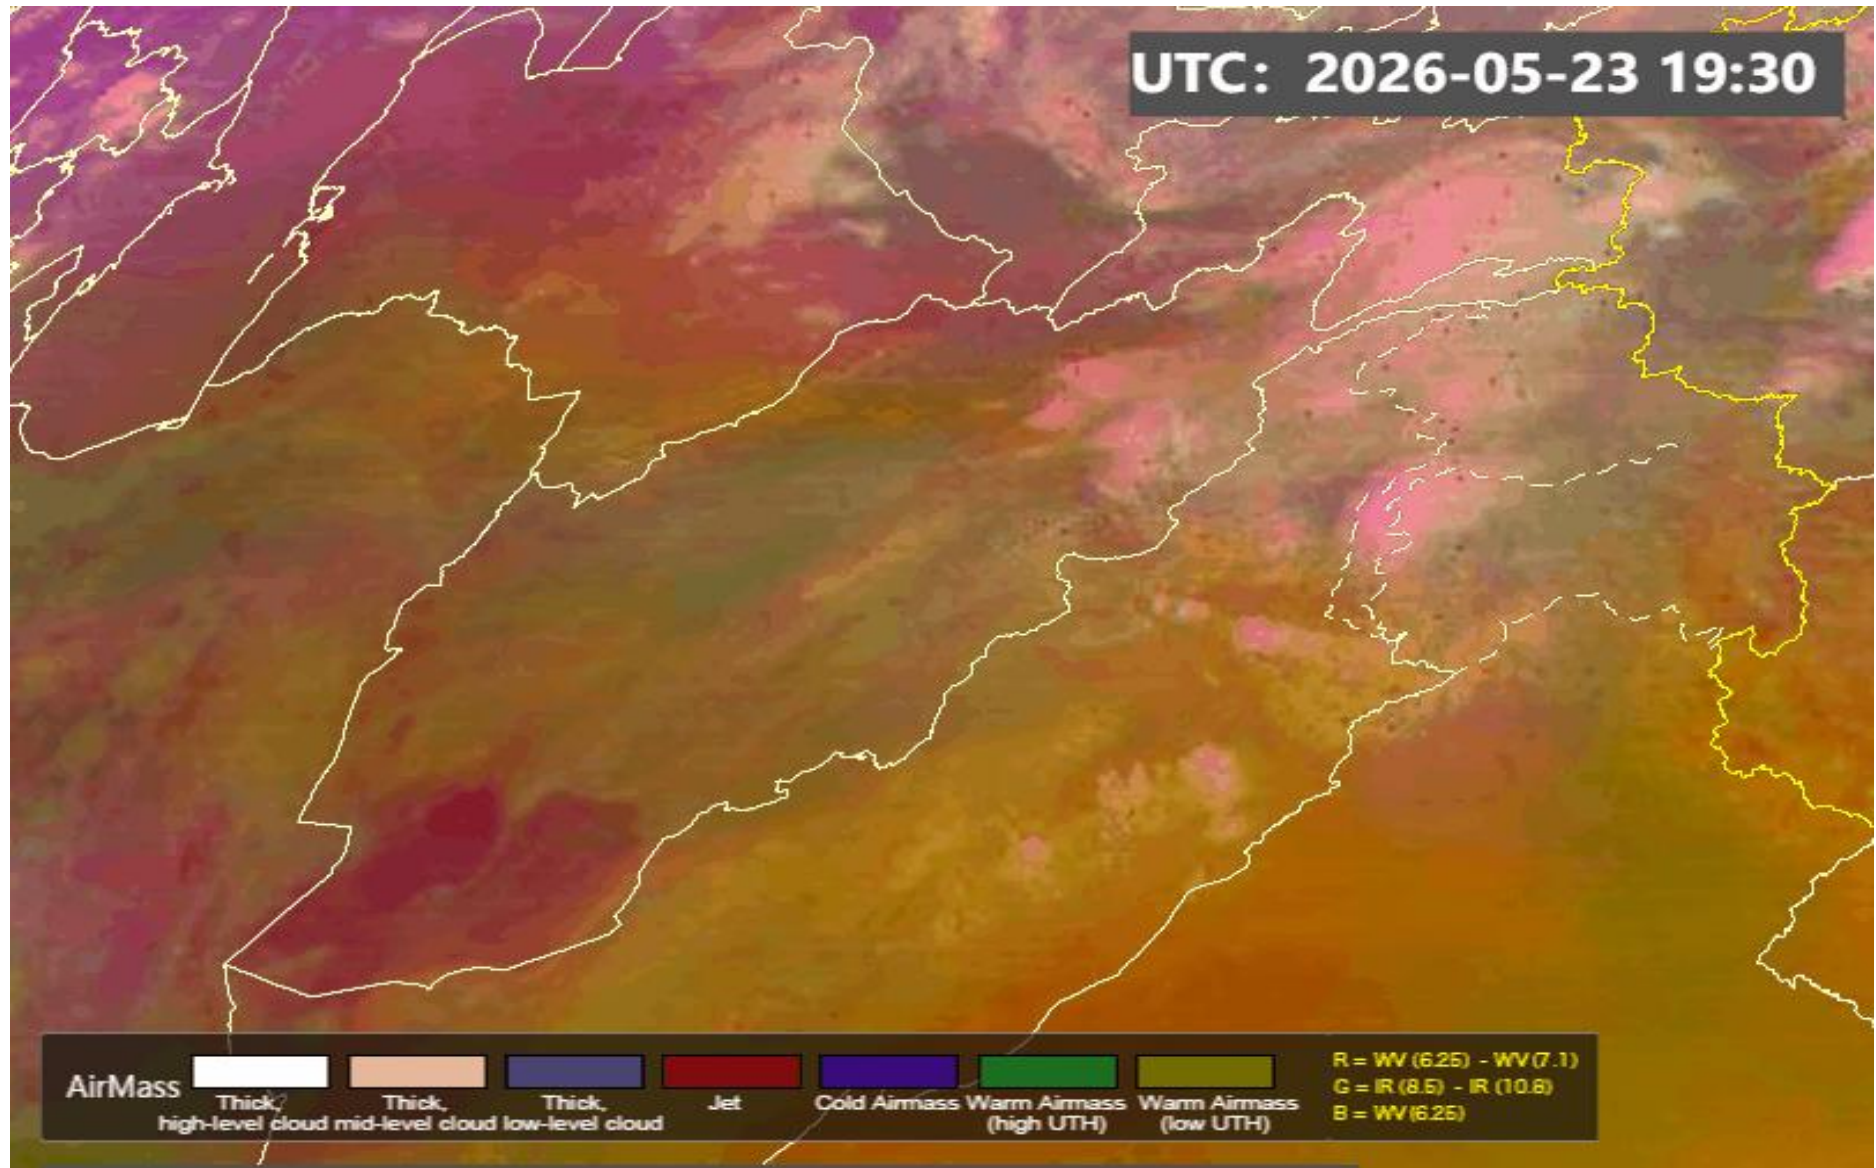 UTC: 2026-05-23 19:30
AirMass
Thick, high-level cloud
Thick, mid-level cloud
Thick, low-level cloud
Jet
Cold Airmass
Warm Airmass (high UTH)
Warm Airmass (low UTH)
R = WV (6.25) - WV (7.1)
G = IR (8.5) - IR (10.8)
B = WV (6.25)